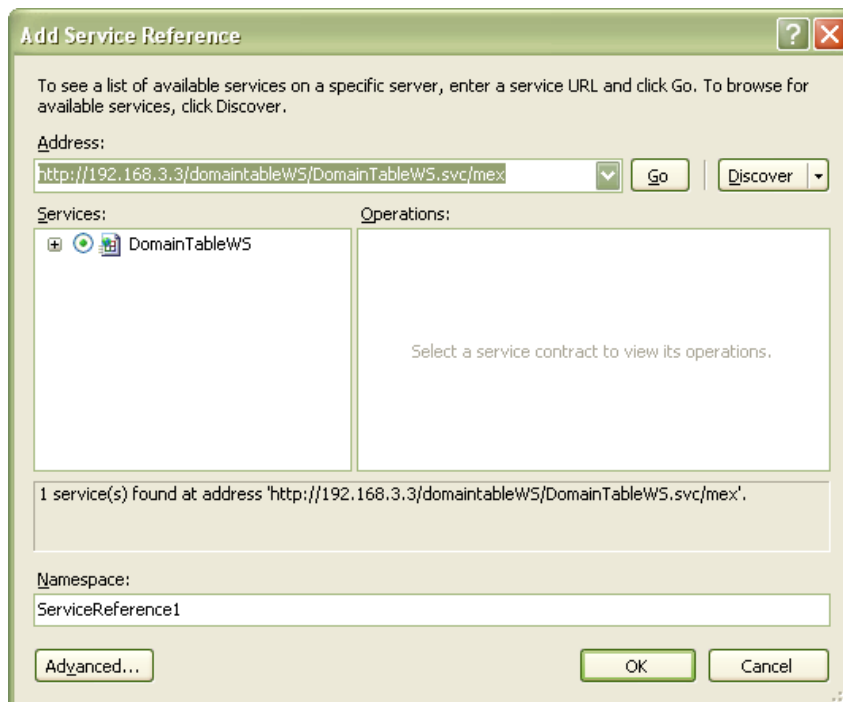 Add Service Reference
To see a list of available services on a specific server, enter a service URL and click Go. To browse for
available services, click Discover.
Address:
http://192.168.3.3/domaintableWS/DomainTableWS.svc/mex
Go
Discover
Services:
Operations:
DomainTableWS
Select a service contract to view its operations.
1 service(s) found at address 'http://192.168.3.3/domaintableWS/DomainTableWS.svc/mex'.
Namespace:
ServiceReference1
Advanced...
OK
Cancel